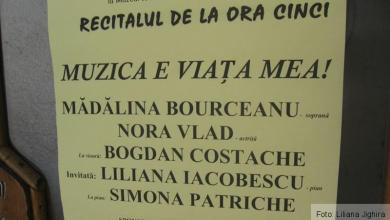 RECITALUL DE LA ORA CINCI
MUZICA E VIAȚA MEA!
MĂDĂLINA BOURCEANU - soprană
NORA VLAD - actriță
La vioară: BOGDAN COSTACHE
Invitată: LILIANA IACOBESCU - pian
La pian: SIMONA PATRICHE
Foto: Liliana Jighira